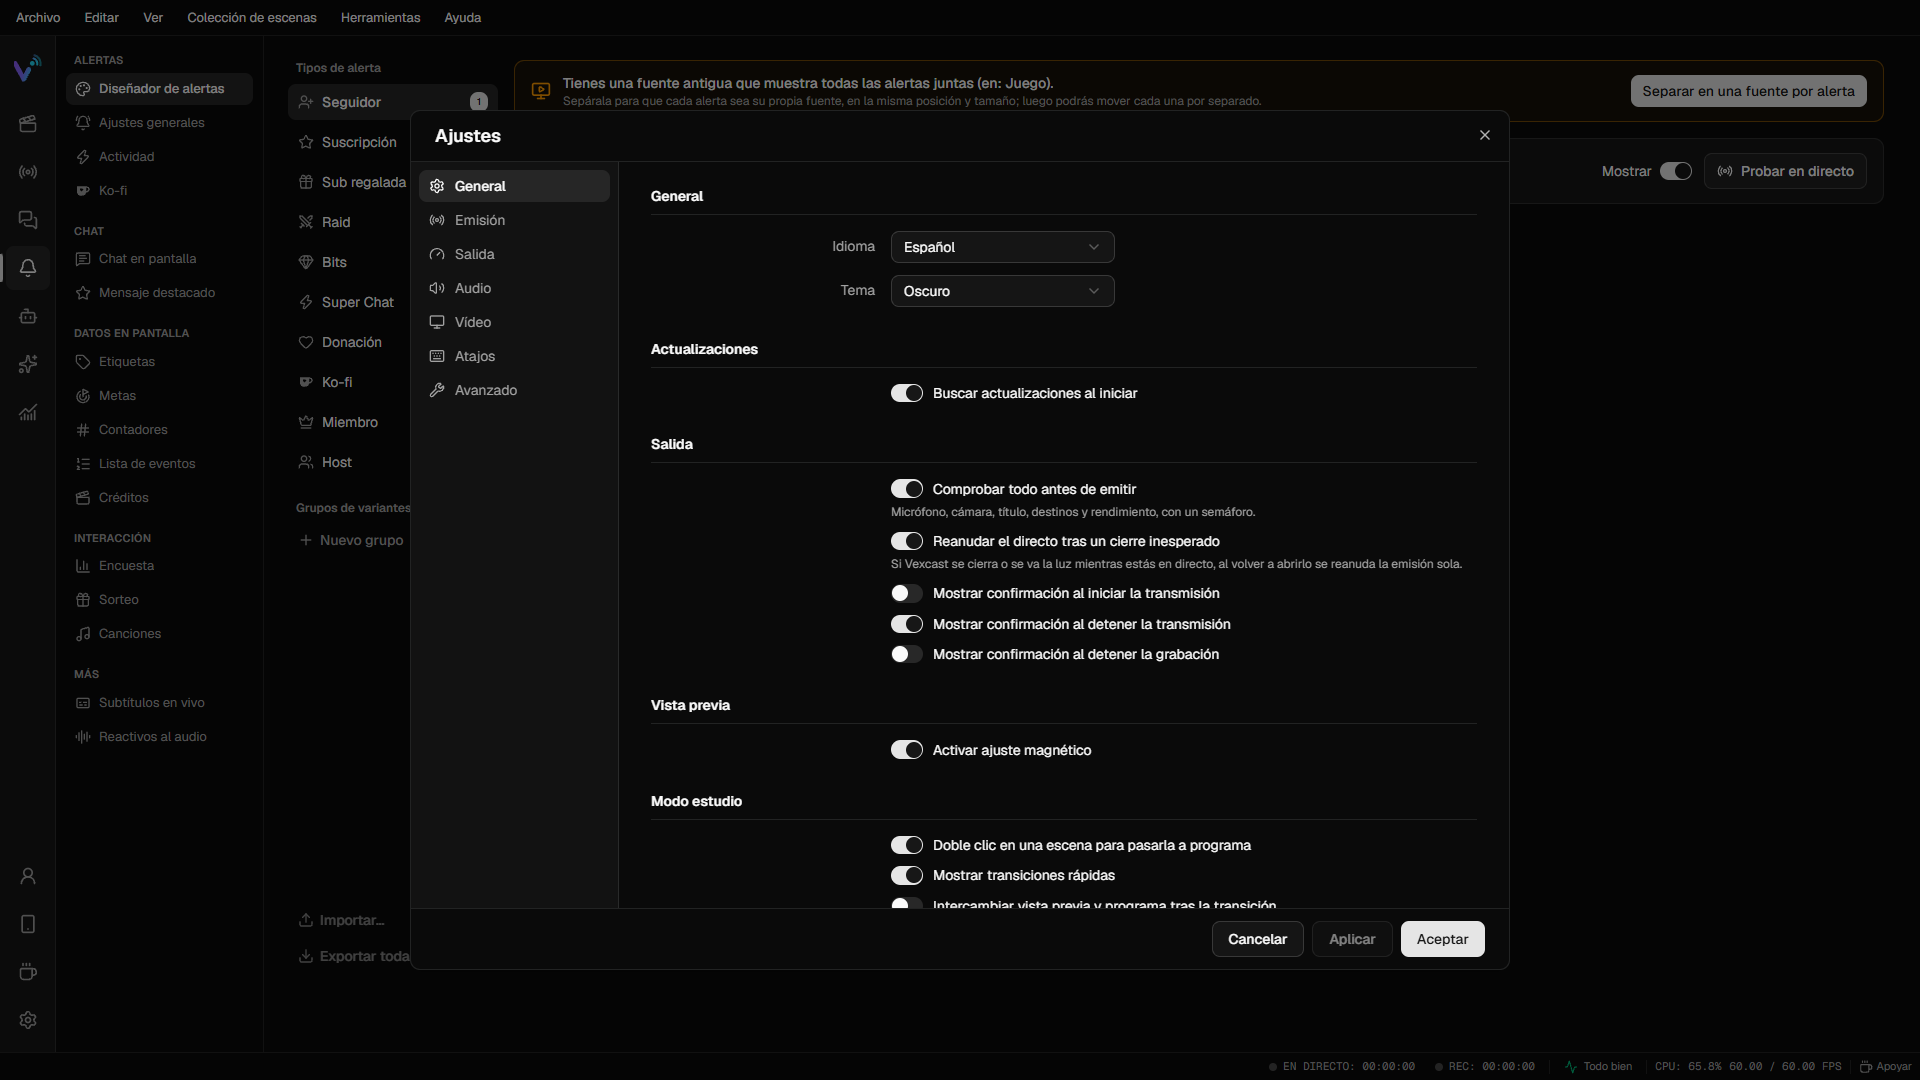 Archivo
Editar
Ver
Colección de escenas
Herramientas
Ayuda
ALERTAS
Diseñador de alertas
Ajustes generales
Actividad
Ko-fi
CHAT
Chat en pantalla
Mensaje destacado
DATOS EN PANTALLA
Etiquetas
Metas
Contadores
Lista de eventos
Créditos
INTERACCIÓN
Encuesta
Sorteo
Canciones
MÁS
Subtítulos en vivo
Reactivos al audio
Tipos de alerta
Seguidor
1
Suscripción
Sub regalada
Raid
Bits
Super Chat
Donación
Ko-fi
Miembro
Host
Grupos de variantes
Nuevo grupo
Importar...
Exportar toda
Tienes una fuente antigua que muestra todas las alertas juntas (en: Juego).
Sepárala para que cada alerta sea su propia fuente, en la misma posición y tamaño; luego podrás mover cada una por separado.
Separar en una fuente por alerta
Mostrar
Probar en directo
Ajustes
General
Emisión
Salida
Audio
Vídeo
Atajos
Avanzado
General
Idioma
Español
Tema
Oscuro
Actualizaciones
Buscar actualizaciones al iniciar
Salida
Comprobar todo antes de emitir
Micrófono, cámara, título, destinos y rendimiento, con un semáforo.
Reanudar el directo tras un cierre inesperado
Si Vexcast se cierra o se va la luz mientras estás en directo, al volver a abrirlo se reanuda la emisión sola.
Mostrar confirmación al iniciar la transmisión
Mostrar confirmación al detener la transmisión
Mostrar confirmación al detener la grabación
Vista previa
Activar ajuste magnético
Modo estudio
Doble clic en una escena para pasarla a programa
Mostrar transiciones rápidas
Intercambiar vista previa y programa tras la transición
Cancelar
Aplicar
Aceptar
EN DIRECTO: 00:00:00
REC: 00:00:00
Todo bien
CPU: 65.8% 60.00 / 60.00 FPS
Apoyar